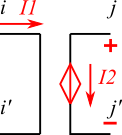 i I1 j
+
I2
i' j'
–